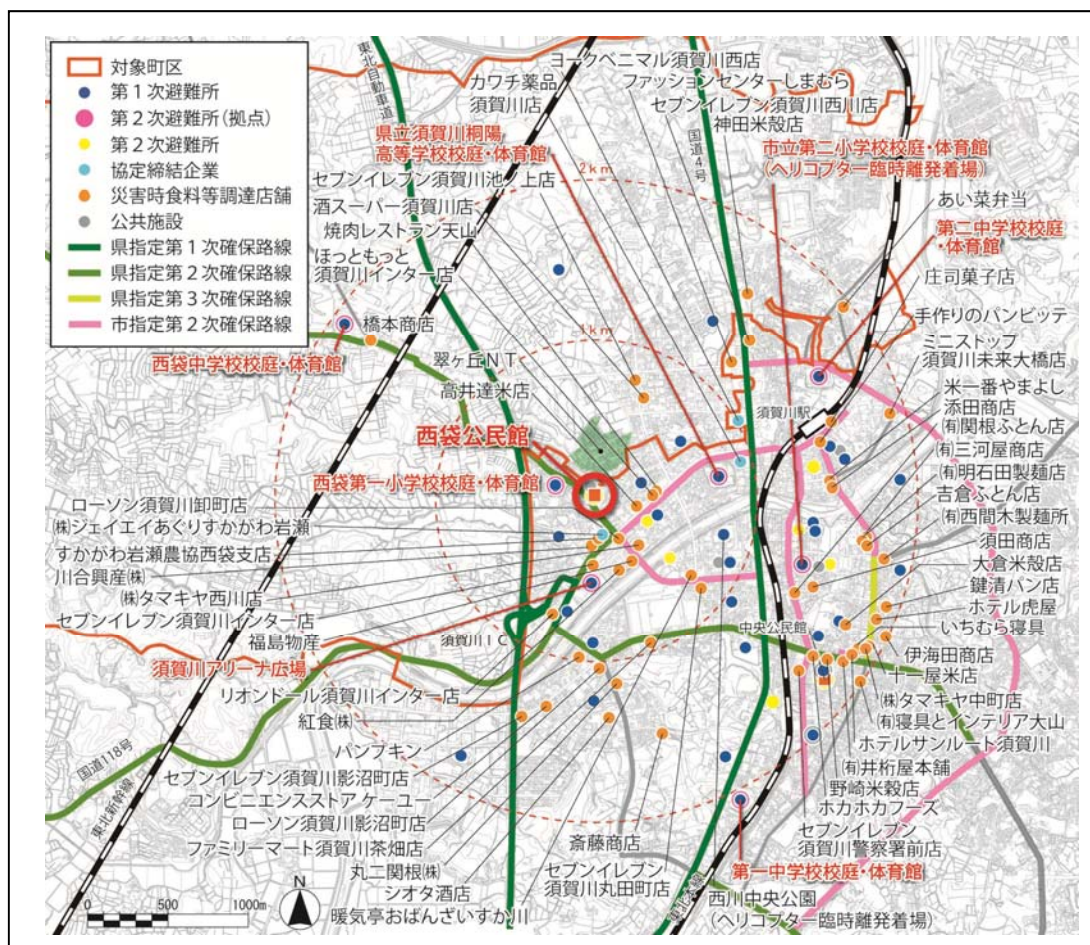 対象町区
第1次避難所
第2次避難所(拠点)
第2次避難所
協定締結企業
災害時食料等調達店舗
公共施設
県指定第1次確保路線
県指定第2次確保路線
県指定第3次確保路線
市指定第2次確保路線
東北自動車道
カワチ薬品
須賀川店
ヨークベニマル須賀川西店
ファッションセンターしまむら
セブンイレブン須賀川西川店
神田米殻店
国道4号
県立須賀川桐陽
高等学校校庭・体育館
市立第二小学校校庭・体育館
(ヘリコプター臨時離発着場)
セブンイレブン須賀川池ノ上店
2km
酒スーパー須賀川店
焼肉レストラン天山
ほっともっと
須賀川インター店
あい菜弁当
第二中学校校庭
・体育館
庄司菓子店
手作りのパンビッテ
ミニストップ
須賀川未来大橋店
橋本商店
西袋中学校校庭・体育館
1km
翠ヶ丘NT
高井達米店
須賀川駅
米一番やまよし
添田商店
(有)関根ふとん店
(有)三河屋商店
(有)明石田製麺店
吉倉ふとん店
(有)西間木製麺所
須田商店
大倉米殻店
鍵清パン店
ホテル虎屋
いちむら寝具
伊海田商店
十一屋米店
(株)タマキヤ中町店
(有)寝具とインテリア大山
ホテルサンルート須賀川
(有)井桁屋本舗
野崎米穀店
ホカホカフーズ
セブンイレブン
須賀川警察署前店
西袋公民館
西袋第一小学校校庭・体育館
ローソン須賀川卸町店
(株)ジェイエイあぐりすかがわ岩瀬
すかがわ岩瀬農協西袋支店
川合興産(株)
(株)タマキヤ西川店
セブンイレブン須賀川インター店
福島物産
須賀川IC
中央公民館
須賀川アリーナ広場
リオンドール須賀川インター店
紅食(株)
パンプキン
セブンイレブン須賀川影沼町店
コンビニエンスストア ケーユー
ローソン須賀川影沼町店
ファミリーマート須賀川茶畑店
丸ニ関根(株)
シオタ酒店
暖気亭おばんざいすか川
国道118号
東北新幹線
斎藤商店
セブンイレブン
須賀川丸田町店
第一中学校校庭・体育館
西川中央公園
(ヘリコプター臨時離発着場)
東北本線
N
0 500 1000m